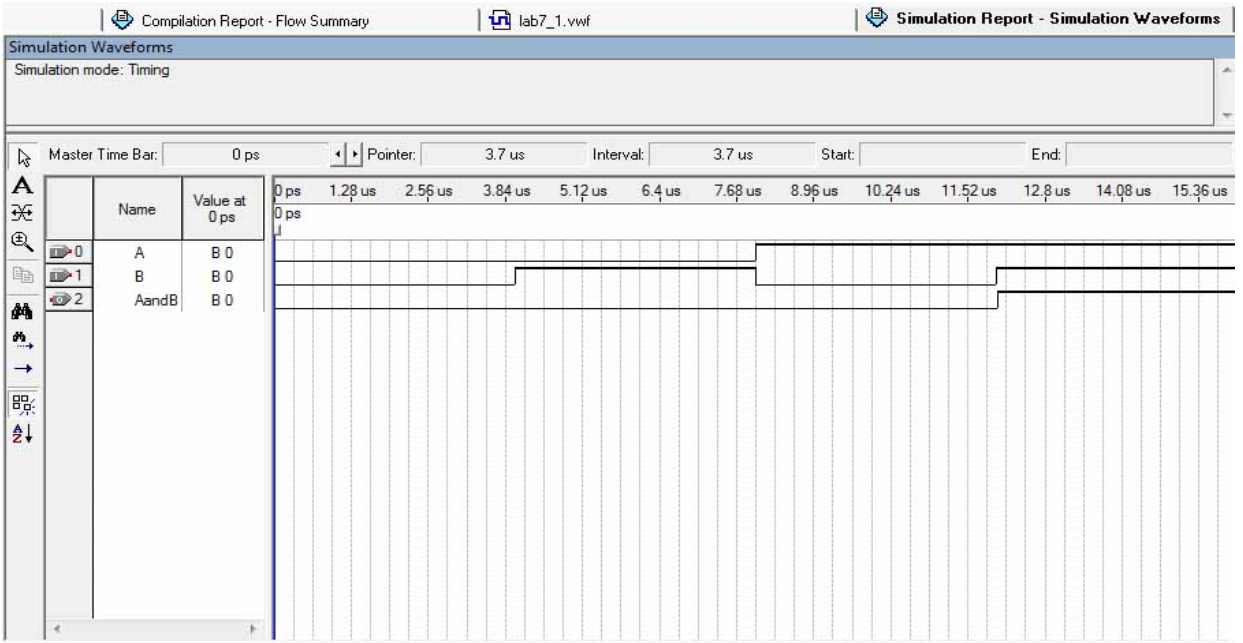 Compilation Report - Flow Summary
lab7_1.vwf
Simulation Report - Simulation Waveforms
Simulation Waveforms
Simulation mode: Timing
Master Time Bar: 0 ps Pointer: 3.7 us Interval: 3.7 us Start: End:
Name
Value at
0 ps
0 ps 1.28 us 2.56 us 3.84 us 5.12 us 6.4 us 7.68 us 8.96 us 10.24 us 11.52 us 12.8 us 14.08 us 15.36 us
0 ps
0 A B 0
1 B B 0
2 AandB B 0